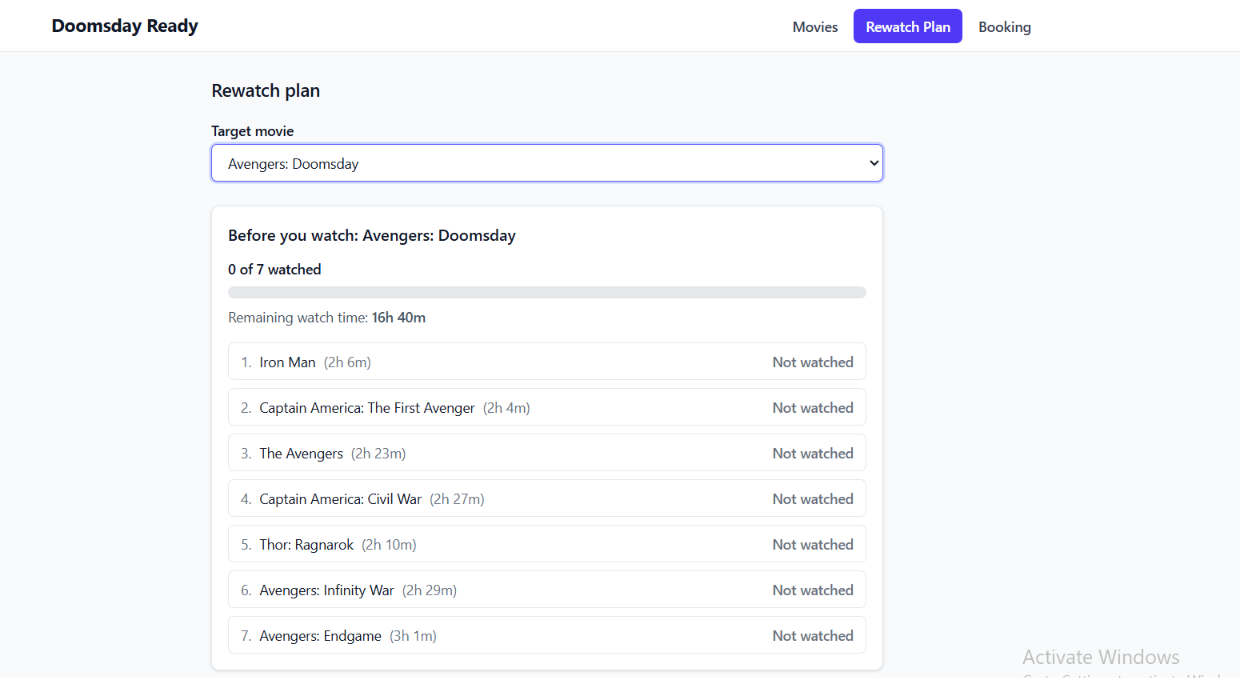 Doomsday Ready
Movies Rewatch Plan Booking
Rewatch plan
Target movie
Avengers: Doomsday
Before you watch: Avengers: Doomsday
0 of 7 watched
Remaining watch time: 16h 40m
1. Iron Man (2h 6m) Not watched
2. Captain America: The First Avenger (2h 4m) Not watched
3. The Avengers (2h 23m) Not watched
4. Captain America: Civil War (2h 27m) Not watched
5. Thor: Ragnarok (2h 10m) Not watched
6. Avengers: Infinity War (2h 29m) Not watched
7. Avengers: Endgame (3h 1m) Not watched
Activate Windows